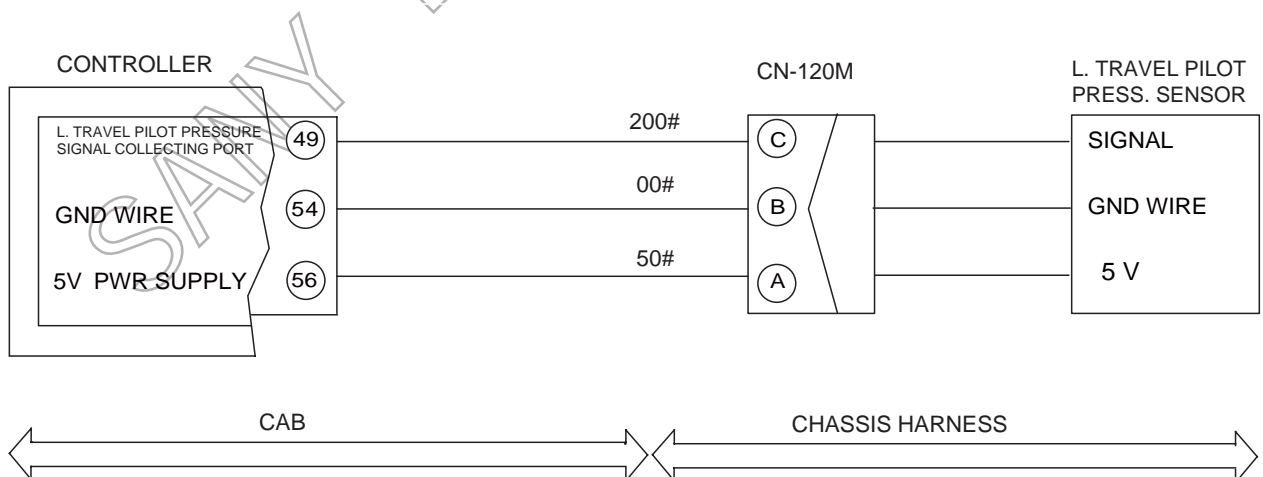 CONTROLLER
CN-120M
L. TRAVEL PILOT
PRESS. SENSOR
L. TRAVEL PILOT PRESSURE
SIGNAL COLLECTING PORT
49
200#
C
SIGNAL
GND WIRE
54
00#
B
GND WIRE
5V PWR SUPPLY
56
50#
A
5 V
CAB
CHASSIS HARNESS
SANY